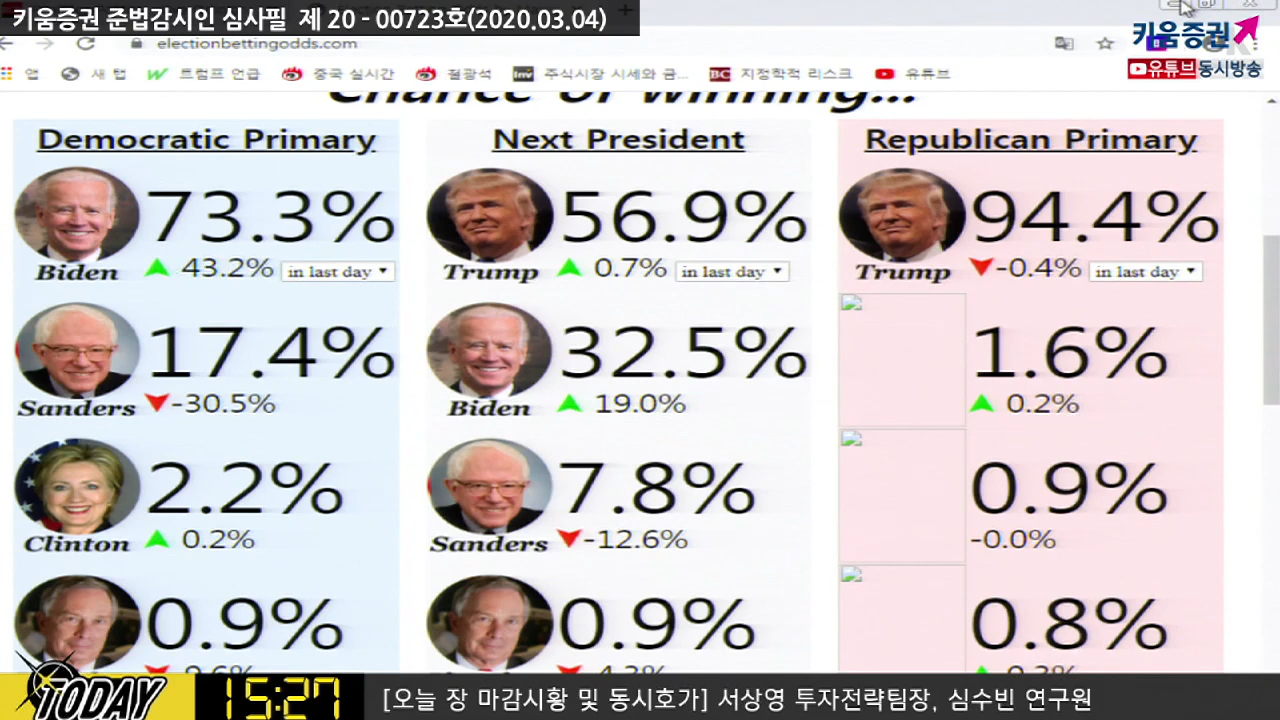 키움증권 준법감시인 심사필 제 20 - 00723호(2020.03.04)
키움증권
유튜브동시방송
electionbettingodds.com
앱 새 탭 트럼프 언급 중국 실시간 철광석 Inv 주식시장 시세와 금... BC 지정학적 리스크 유튜브
Chance of winning...
Democratic Primary
73.3%
Biden 43.2% in last day
17.4%
Sanders -30.5%
2.2%
Clinton 0.2%
0.9%
Next President
56.9%
Trump 0.7% in last day
32.5%
Biden 19.0%
7.8%
Sanders -12.6%
0.9%
Republican Primary
94.4%
Trump -0.4% in last day
1.6%
0.2%
0.9%
-0.0%
0.8%
TODAY 15:27 [오늘 장 마감시황 및 동시호가] 서상영 투자전략팀장, 심수빈 연구원